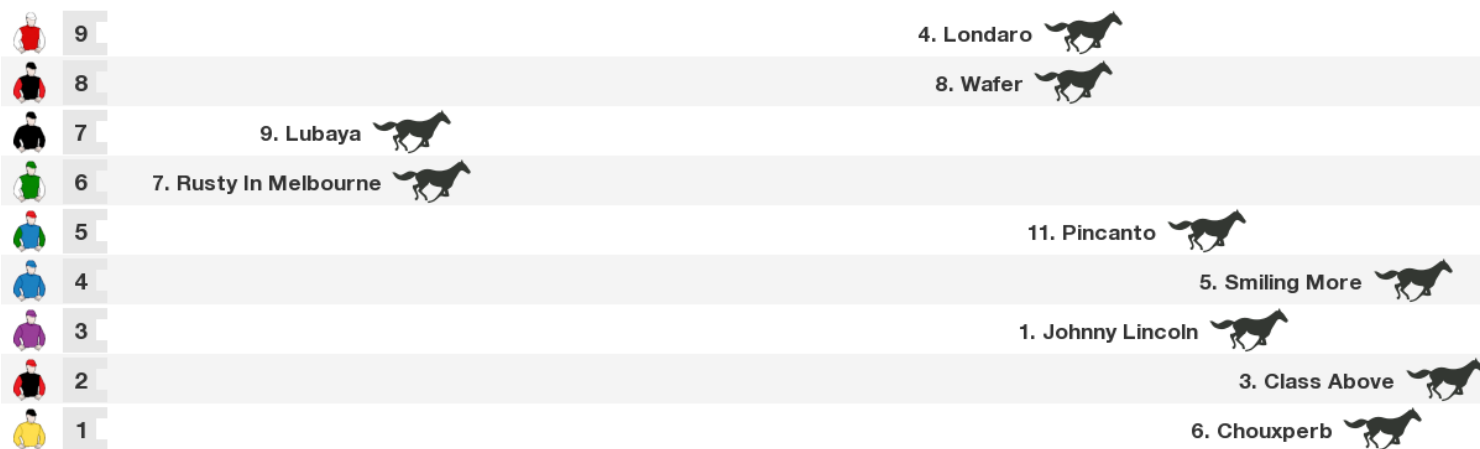 9 4. Londaro
8 8. Wafer
7 9. Lubaya
6 7. Rusty In Melbourne
5 11. Pincanto
4 5. Smiling More
3 1. Johnny Lincoln
2 3. Class Above
1 6. Chouxperb